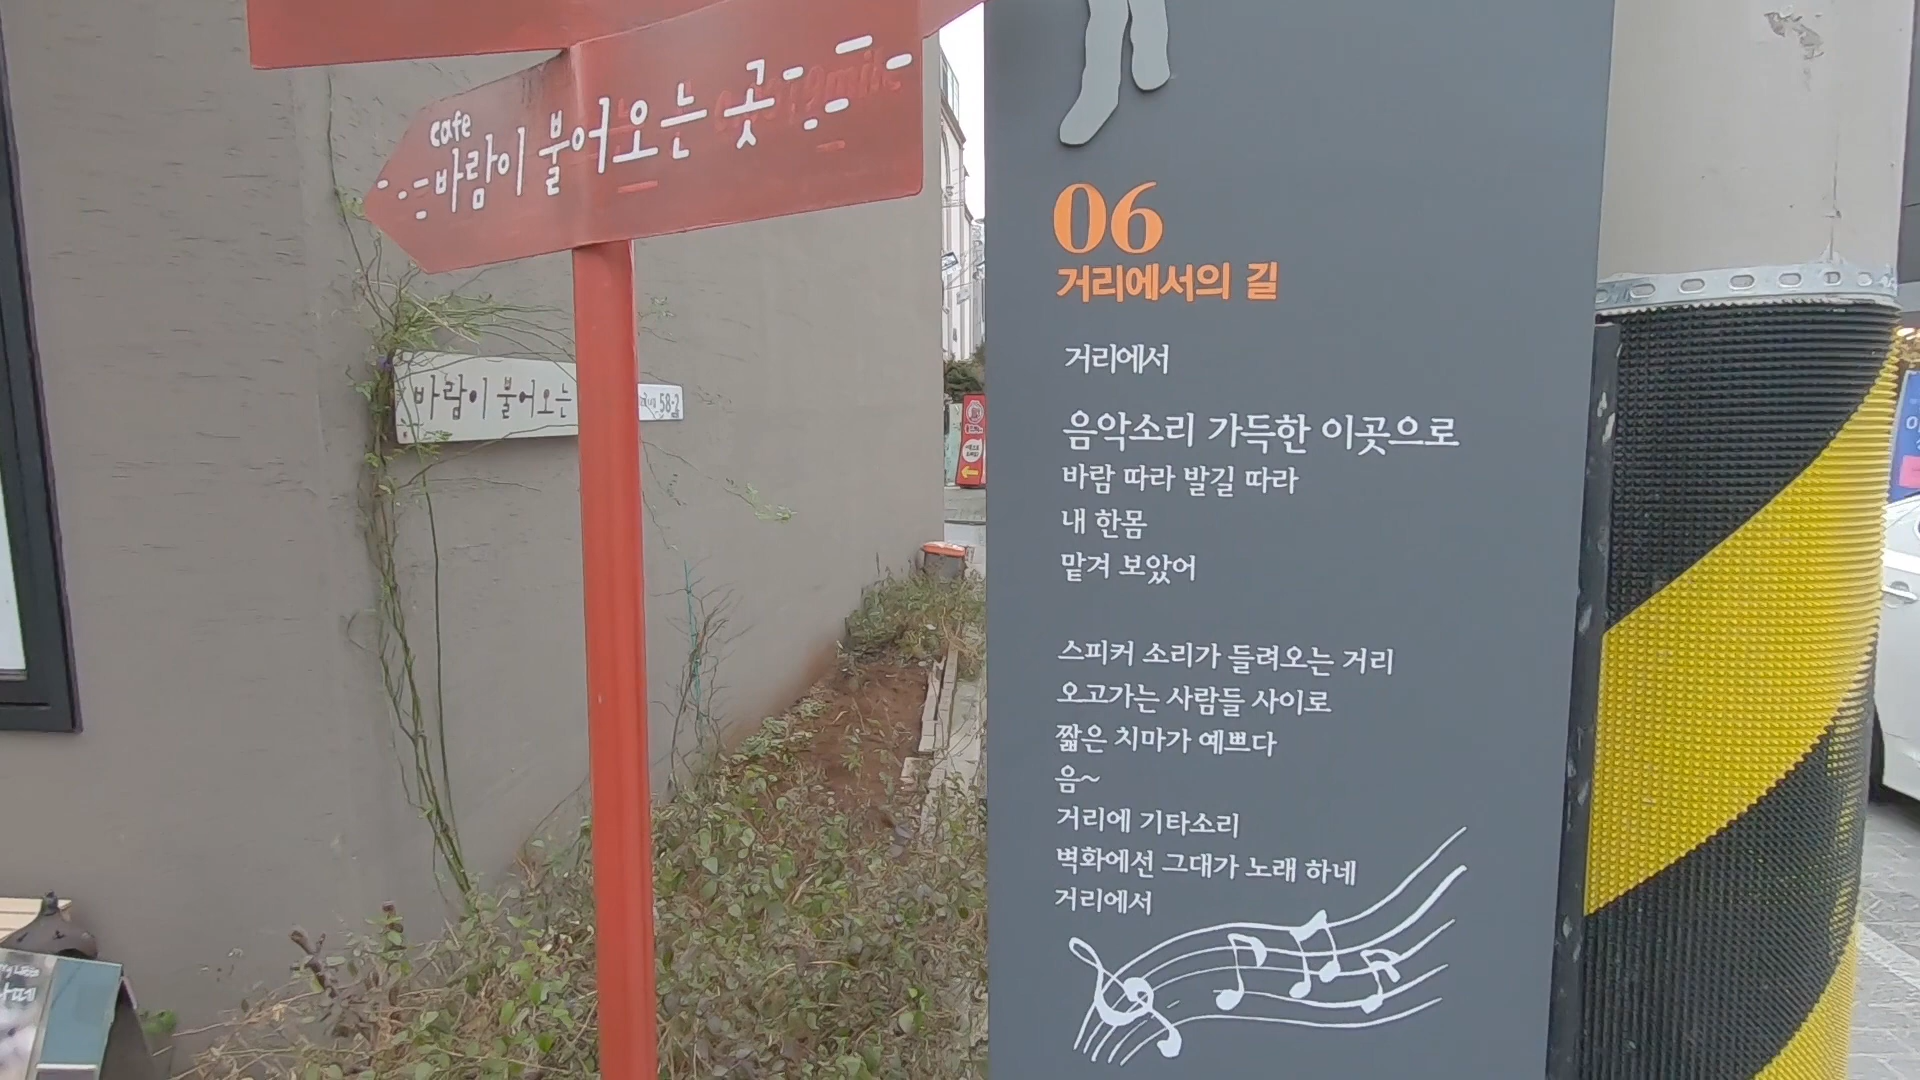 cafe
바람이 불어오는 곳
바람이 불어오는
58-2
06
거리에서의 길
거리에서
음악소리 가득한 이곳으로
바람 따라 발길 따라
내 한몸
맡겨 보았어
스피커 소리가 들려오는 거리
오고가는 사람들 사이로
짧은 치마가 예쁘다
음~
거리에 기타소리
벽화에선 그대가 노래 하네
거리에서